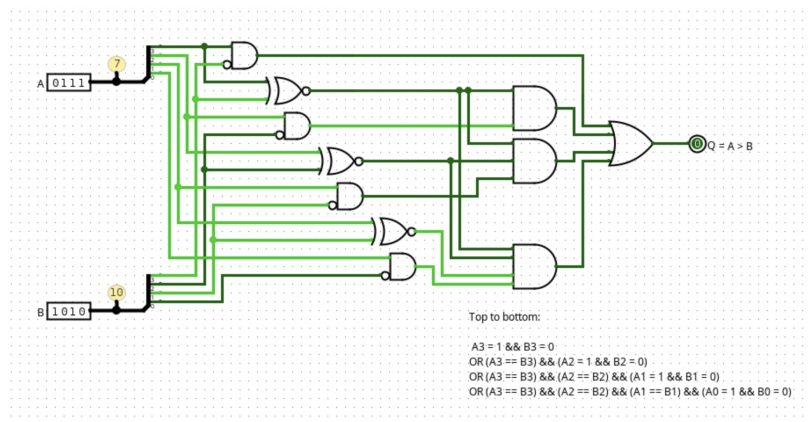 7
A 0111
10
B 1010
0 Q = A > B
Top to bottom:
A3 = 1 && B3 = 0
OR (A3 == B3) && (A2 = 1 && B2 = 0)
OR (A3 == B3) && (A2 == B2) && (A1 = 1 && B1 = 0)
OR (A3 == B3) && (A2 == B2) && (A1 == B1) && (A0 = 1 && B0 = 0)